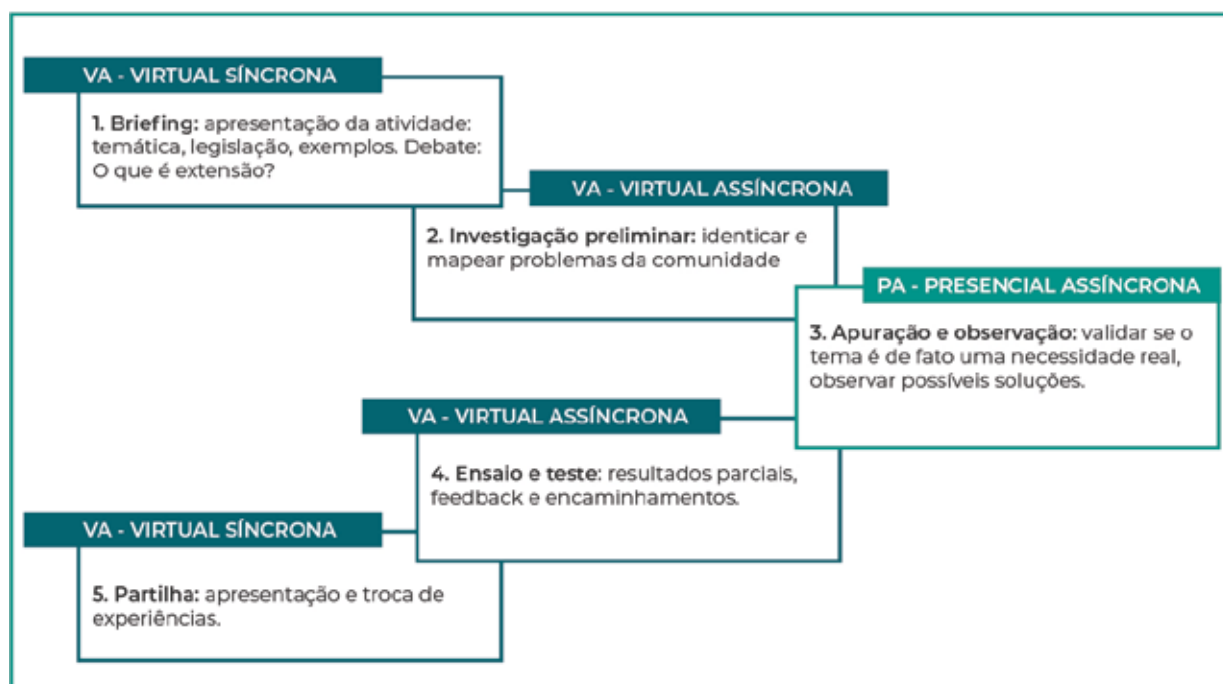 VA - VIRTUAL SÍNCRONA
1. Briefing: apresentação da atividade:
temática, legislação, exemplos. Debate:
O que é extensão?
VA - VIRTUAL ASSÍNCRONA
2. Investigação preliminar: identicar e
mapear problemas da comunidade
PA - PRESENCIAL ASSÍNCRONA
3. Apuração e observação: validar se o
tema é de fato uma necessidade real,
observar possíveis soluções.
VA - VIRTUAL ASSÍNCRONA
4. Ensaio e teste: resultados parciais,
feedback e encaminhamentos.
VA - VIRTUAL SÍNCRONA
5. Partilha: apresentação e troca de
experiências.